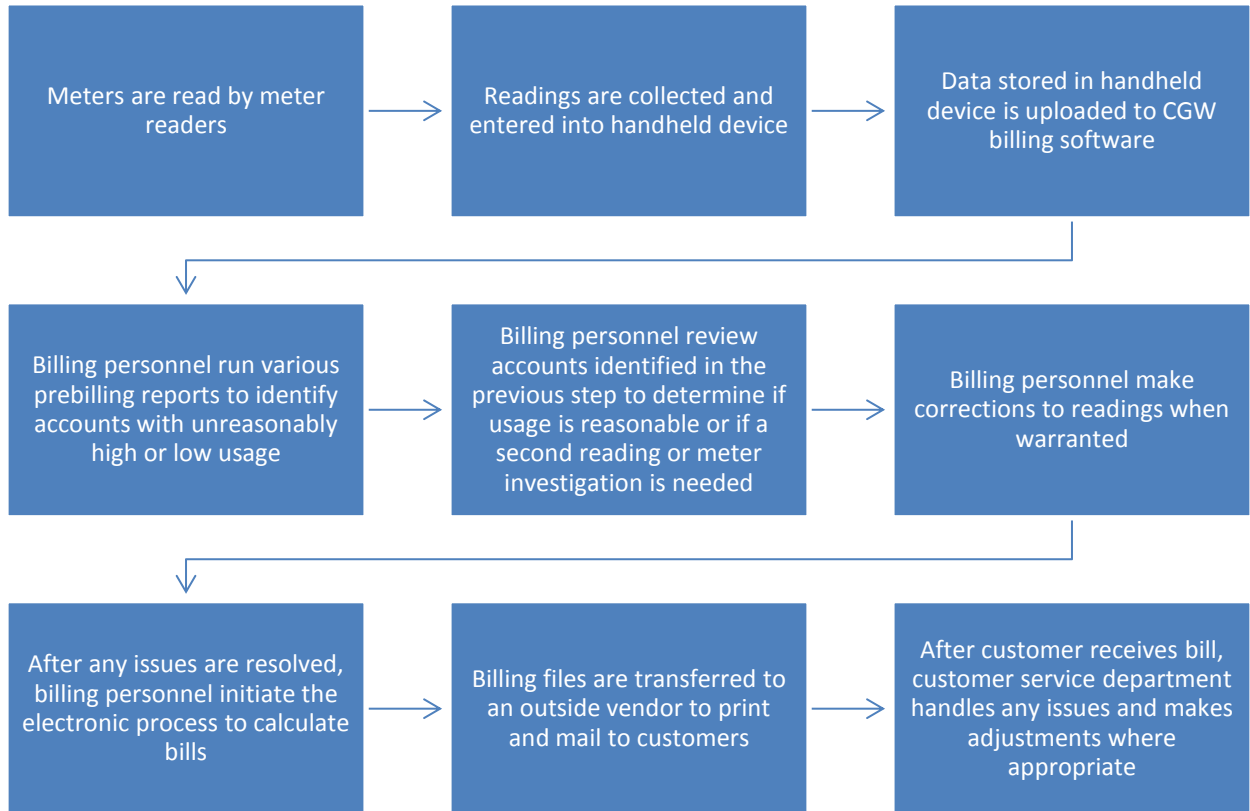 Meters are read by meter
readers
Readings are collected and
entered into handheld device
Data stored in handheld
device is uploaded to CGW
billing software
Billing personnel run various
prebilling reports to identify
accounts with unreasonably
high or low usage
Billing personnel review
accounts identified in the
previous step to determine if
usage is reasonable or if a
second reading or meter
investigation is needed
Billing personnel make
corrections to readings when
warranted
After any issues are resolved,
billing personnel initiate the
electronic process to calculate
bills
Billing files are transferred to
an outside vendor to print
and mail to customers
After customer receives bill,
customer service department
handles any issues and makes
adjustments where
appropriate